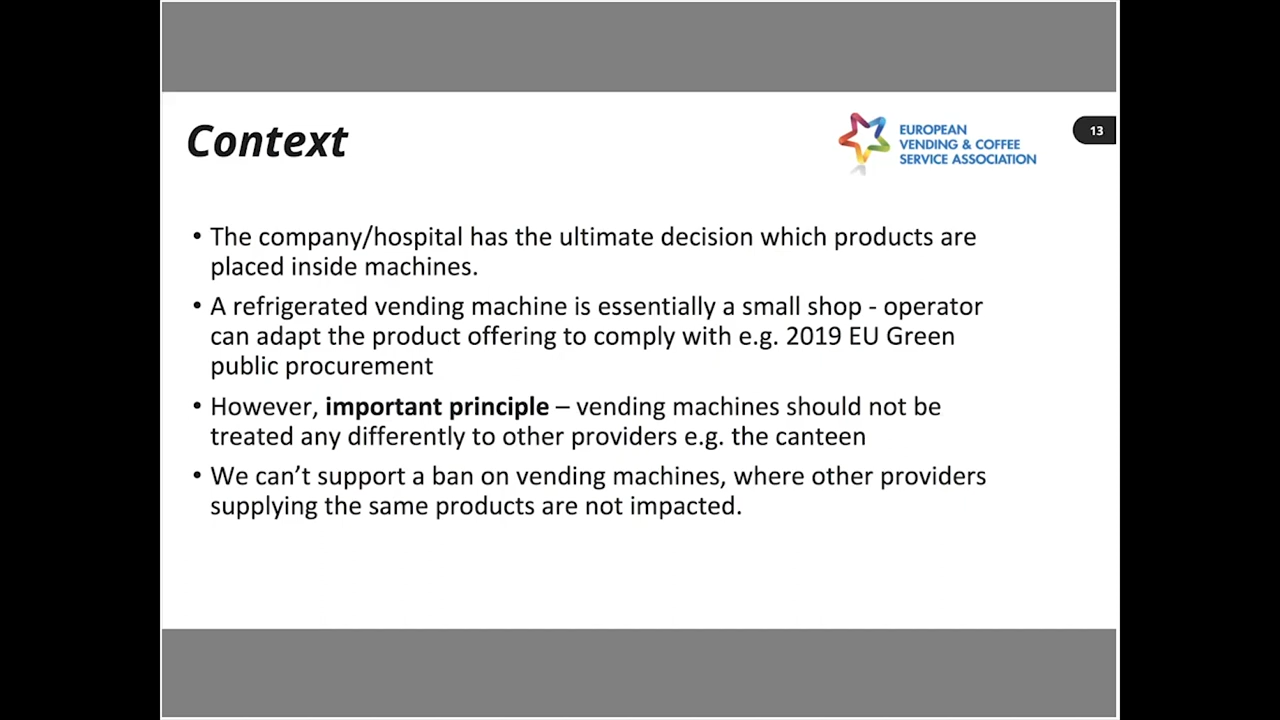 Context
EUROPEAN
VENDING & COFFEE
SERVICE ASSOCIATION
13
• The company/hospital has the ultimate decision which products are
placed inside machines.
• A refrigerated vending machine is essentially a small shop - operator
can adapt the product offering to comply with e.g. 2019 EU Green
public procurement
• However, important principle – vending machines should not be
treated any differently to other providers e.g. the canteen
• We can’t support a ban on vending machines, where other providers
supplying the same products are not impacted.